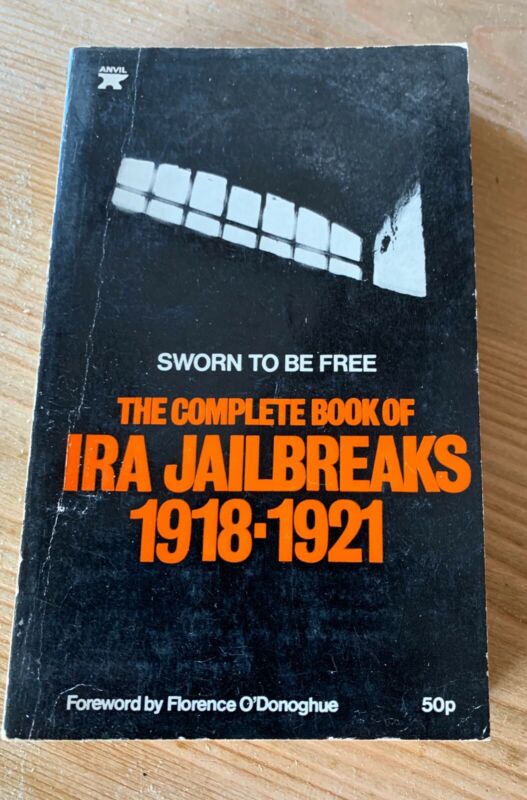 ANVIL
SWORN TO BE FREE
THE COMPLETE BOOK OF
IRA JAILBREAKS
1918-1921
Foreword by Florence O'Donoghue 50p